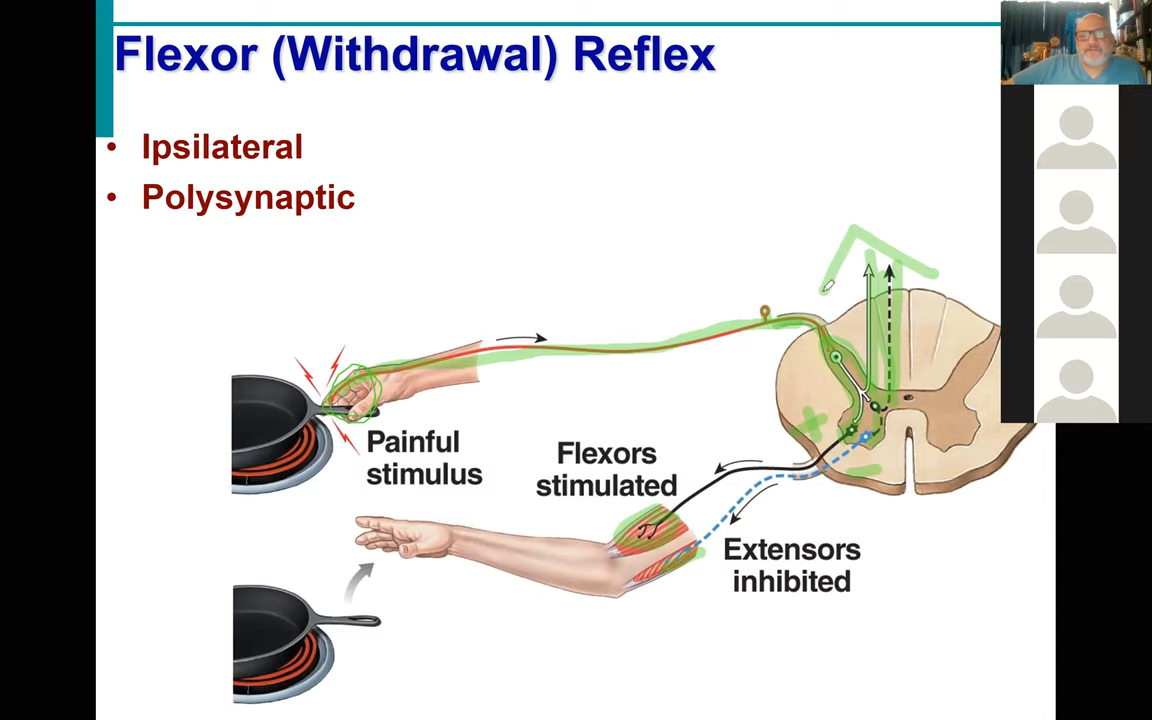 Flexor (Withdrawal) Reflex
• Ipsilateral
• Polysynaptic
Painful
stimulus
Flexors
stimulated
Extensors
inhibited